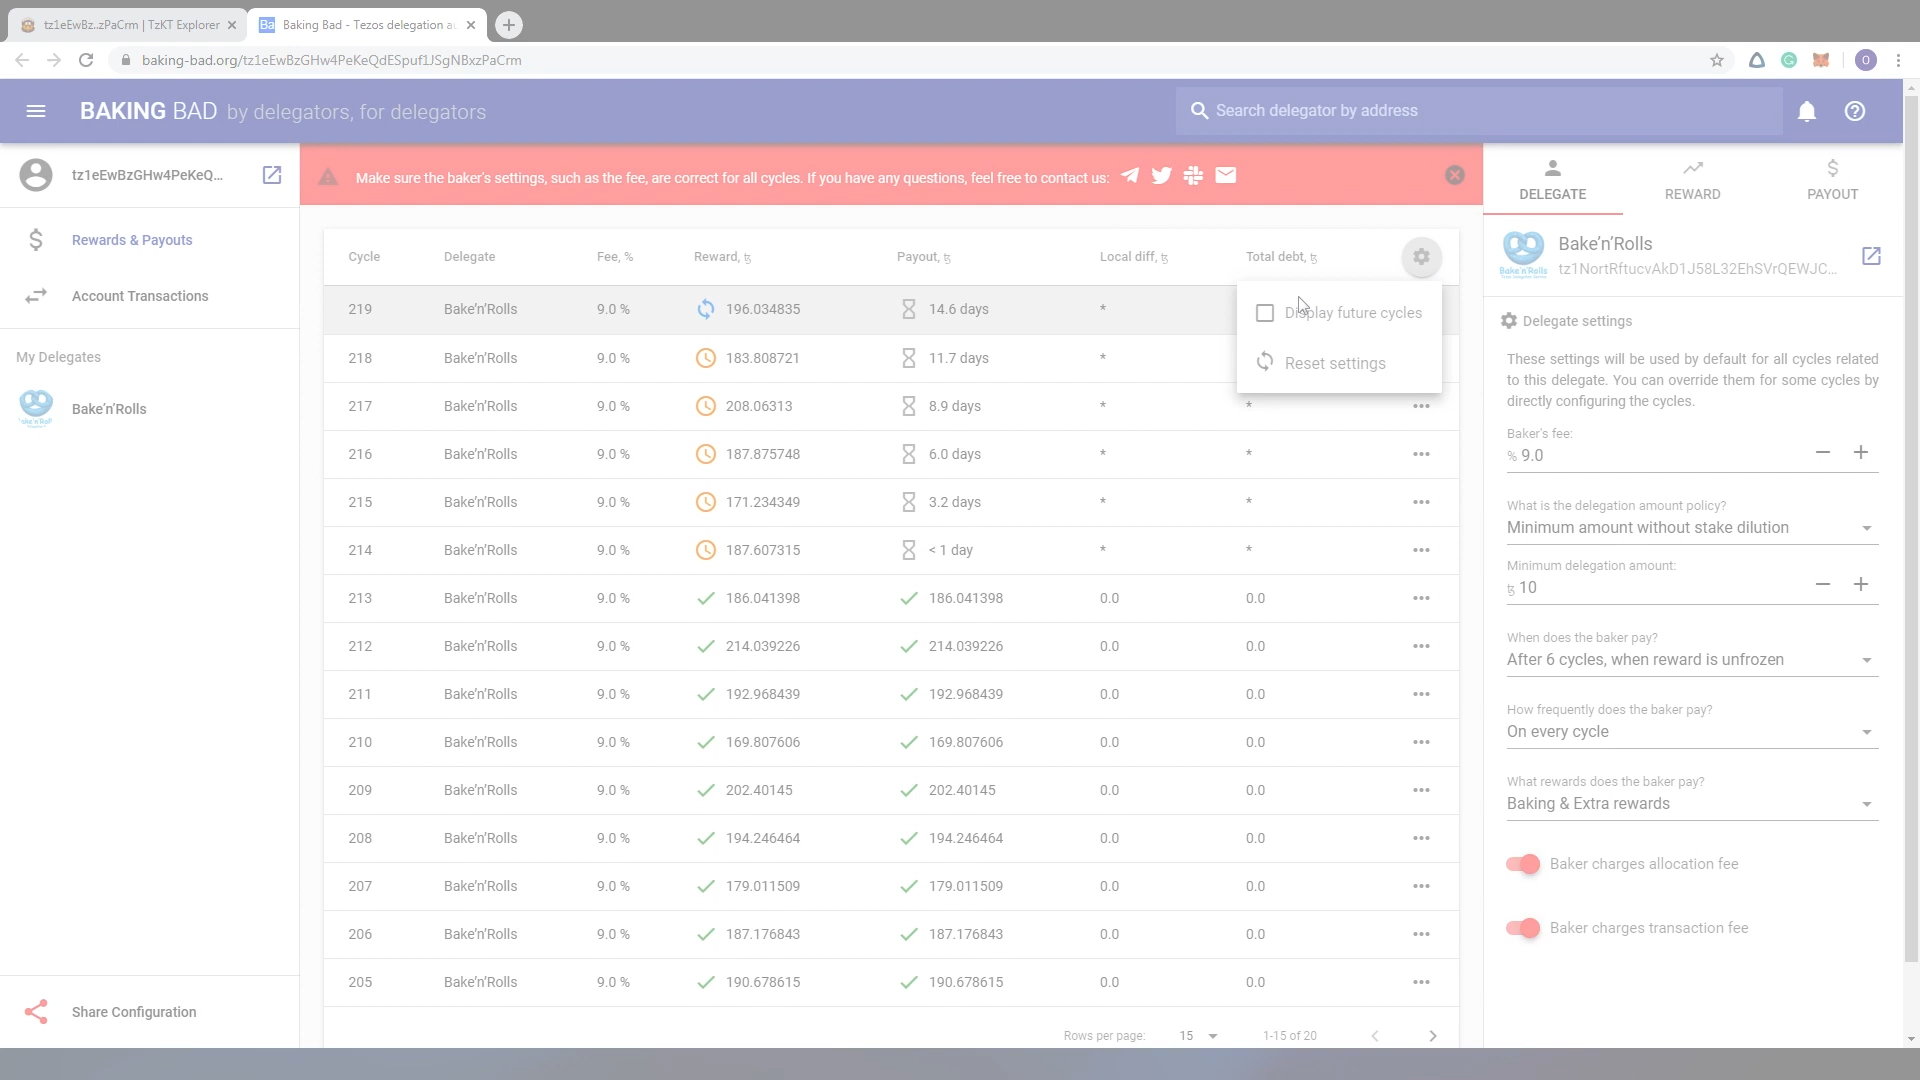 tz1eEwBz..zPaCrm | TzKT Explorer
Baking Bad - Tezos delegation au
baking-bad.org/tz1eEwBzGHw4PeKeQdESpuf1JSgNBxzPaCrm
O
BAKING BAD by delegators, for delegators
Search delegator by address
tz1eEwBzGHw4PeKeQ...
Rewards & Payouts
Account Transactions
My Delegates
Bake'n'Rolls
Share Configuration
Make sure the baker's settings, such as the fee, are correct for all cycles. If you have any questions, feel free to contact us:
Cycle Delegate Fee, % Reward, ꜩ Payout, ꜩ Local diff, ꜩ Total debt, ꜩ
219 Bake'n'Rolls 9.0 % 196.034835 14.6 days *
218 Bake'n'Rolls 9.0 % 183.808721 11.7 days *
217 Bake'n'Rolls 9.0 % 208.06313 8.9 days * *
216 Bake'n'Rolls 9.0 % 187.875748 6.0 days * *
215 Bake'n'Rolls 9.0 % 171.234349 3.2 days * *
214 Bake'n'Rolls 9.0 % 187.607315 < 1 day * *
213 Bake'n'Rolls 9.0 % 186.041398 186.041398 0.0 0.0
212 Bake'n'Rolls 9.0 % 214.039226 214.039226 0.0 0.0
211 Bake'n'Rolls 9.0 % 192.968439 192.968439 0.0 0.0
210 Bake'n'Rolls 9.0 % 169.807606 169.807606 0.0 0.0
209 Bake'n'Rolls 9.0 % 202.40145 202.40145 0.0 0.0
208 Bake'n'Rolls 9.0 % 194.246464 194.246464 0.0 0.0
207 Bake'n'Rolls 9.0 % 179.011509 179.011509 0.0 0.0
206 Bake'n'Rolls 9.0 % 187.176843 187.176843 0.0 0.0
205 Bake'n'Rolls 9.0 % 190.678615 190.678615 0.0 0.0
Rows per page: 15 1-15 of 20
Display future cycles
Reset settings
DELEGATE REWARD PAYOUT
Bake'n'Rolls
tz1NortRftucvAkD1J58L32EhSVrQEWJC...
Delegate settings
These settings will be used by default for all cycles related
to this delegate. You can override them for some cycles by
directly configuring the cycles.
Baker's fee:
% 9.0
What is the delegation amount policy?
Minimum amount without stake dilution
Minimum delegation amount:
ꜩ 10
When does the baker pay?
After 6 cycles, when reward is unfrozen
How frequently does the baker pay?
On every cycle
What rewards does the baker pay?
Baking & Extra rewards
Baker charges allocation fee
Baker charges transaction fee